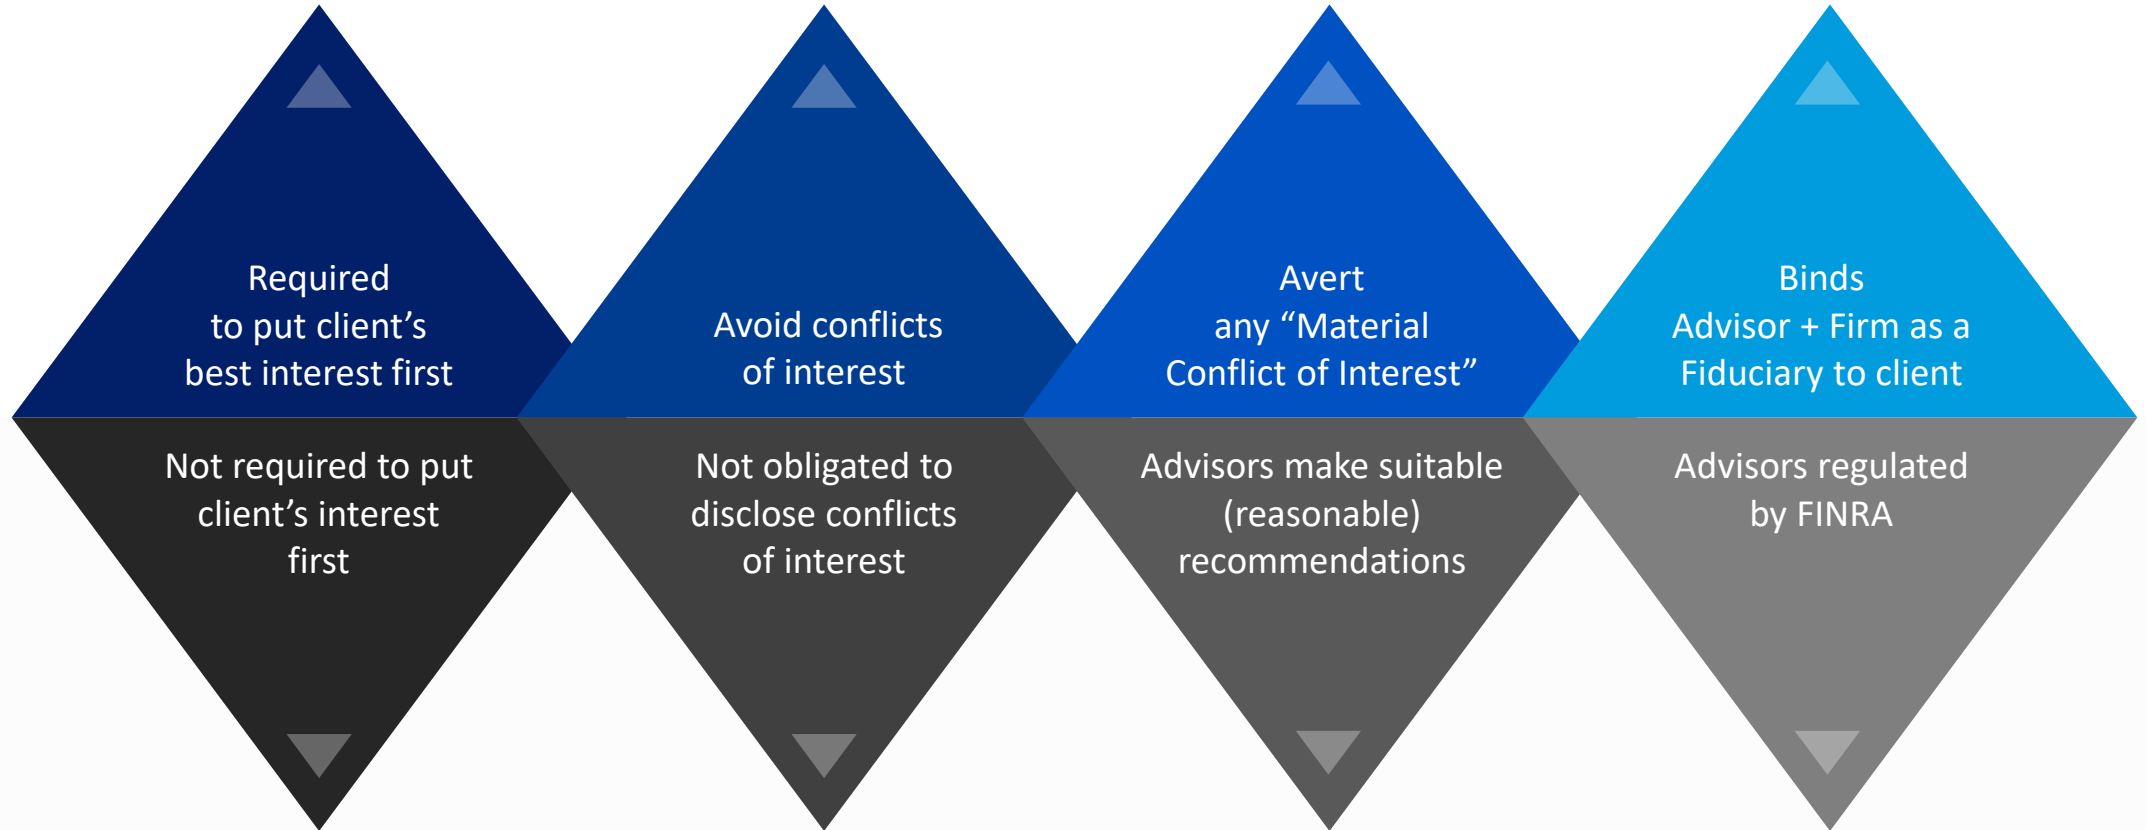 Required
to put client’s
best interest first
Avoid conflicts
of interest
Avert
any “Material
Conflict of Interest”
Binds
Advisor + Firm as a
Fiduciary to client
Not required to put
client’s interest
first
Not obligated to
disclose conflicts
of interest
Advisors make suitable
(reasonable)
recommendations
Advisors regulated
by FINRA